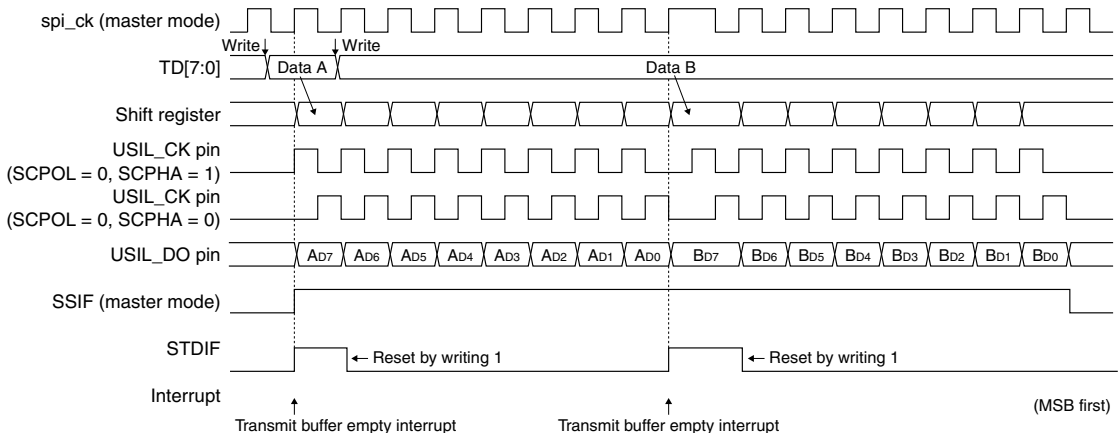 spi_ck (master mode)
Write Write
TD[7:0] Data A Data B
Shift register
USIL_CK pin
(SCPOL = 0, SCPHA = 1)
USIL_CK pin
(SCPOL = 0, SCPHA = 0)
USIL_DO pin AD7 AD6 AD5 AD4 AD3 AD2 AD1 AD0 BD7 BD6 BD5 BD4 BD3 BD2 BD1 BD0
SSIF (master mode)
STDIF ← Reset by writing 1 ← Reset by writing 1
Interrupt
(MSB first)
Transmit buffer empty interrupt Transmit buffer empty interrupt